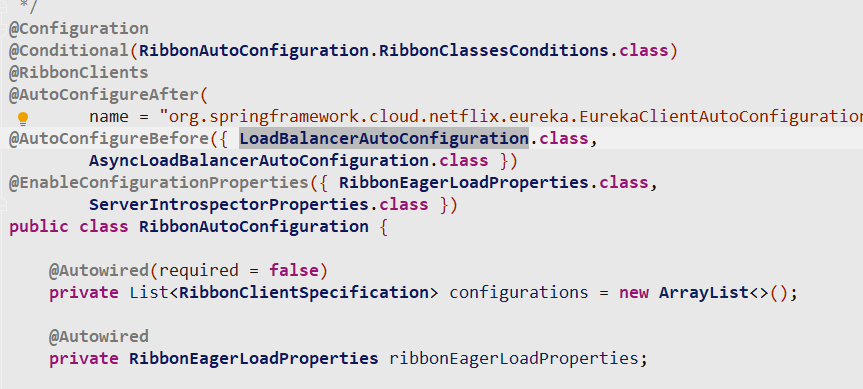 */
@Configuration
@Conditional(RibbonAutoConfiguration.RibbonClassesConditions.class)
@RibbonClients
@AutoConfigureAfter(
name = "org.springframework.cloud.netflix.eureka.EurekaClientAutoConfiguration
@AutoConfigureBefore({ LoadBalancerAutoConfiguration.class,
AsyncLoadBalancerAutoConfiguration.class })
@EnableConfigurationProperties({ RibbonEagerLoadProperties.class,
ServerIntrospectorProperties.class })
public class RibbonAutoConfiguration {
@Autowired(required = false)
private List<RibbonClientSpecification> configurations = new ArrayList<>();
@Autowired
private RibbonEagerLoadProperties ribbonEagerLoadProperties;